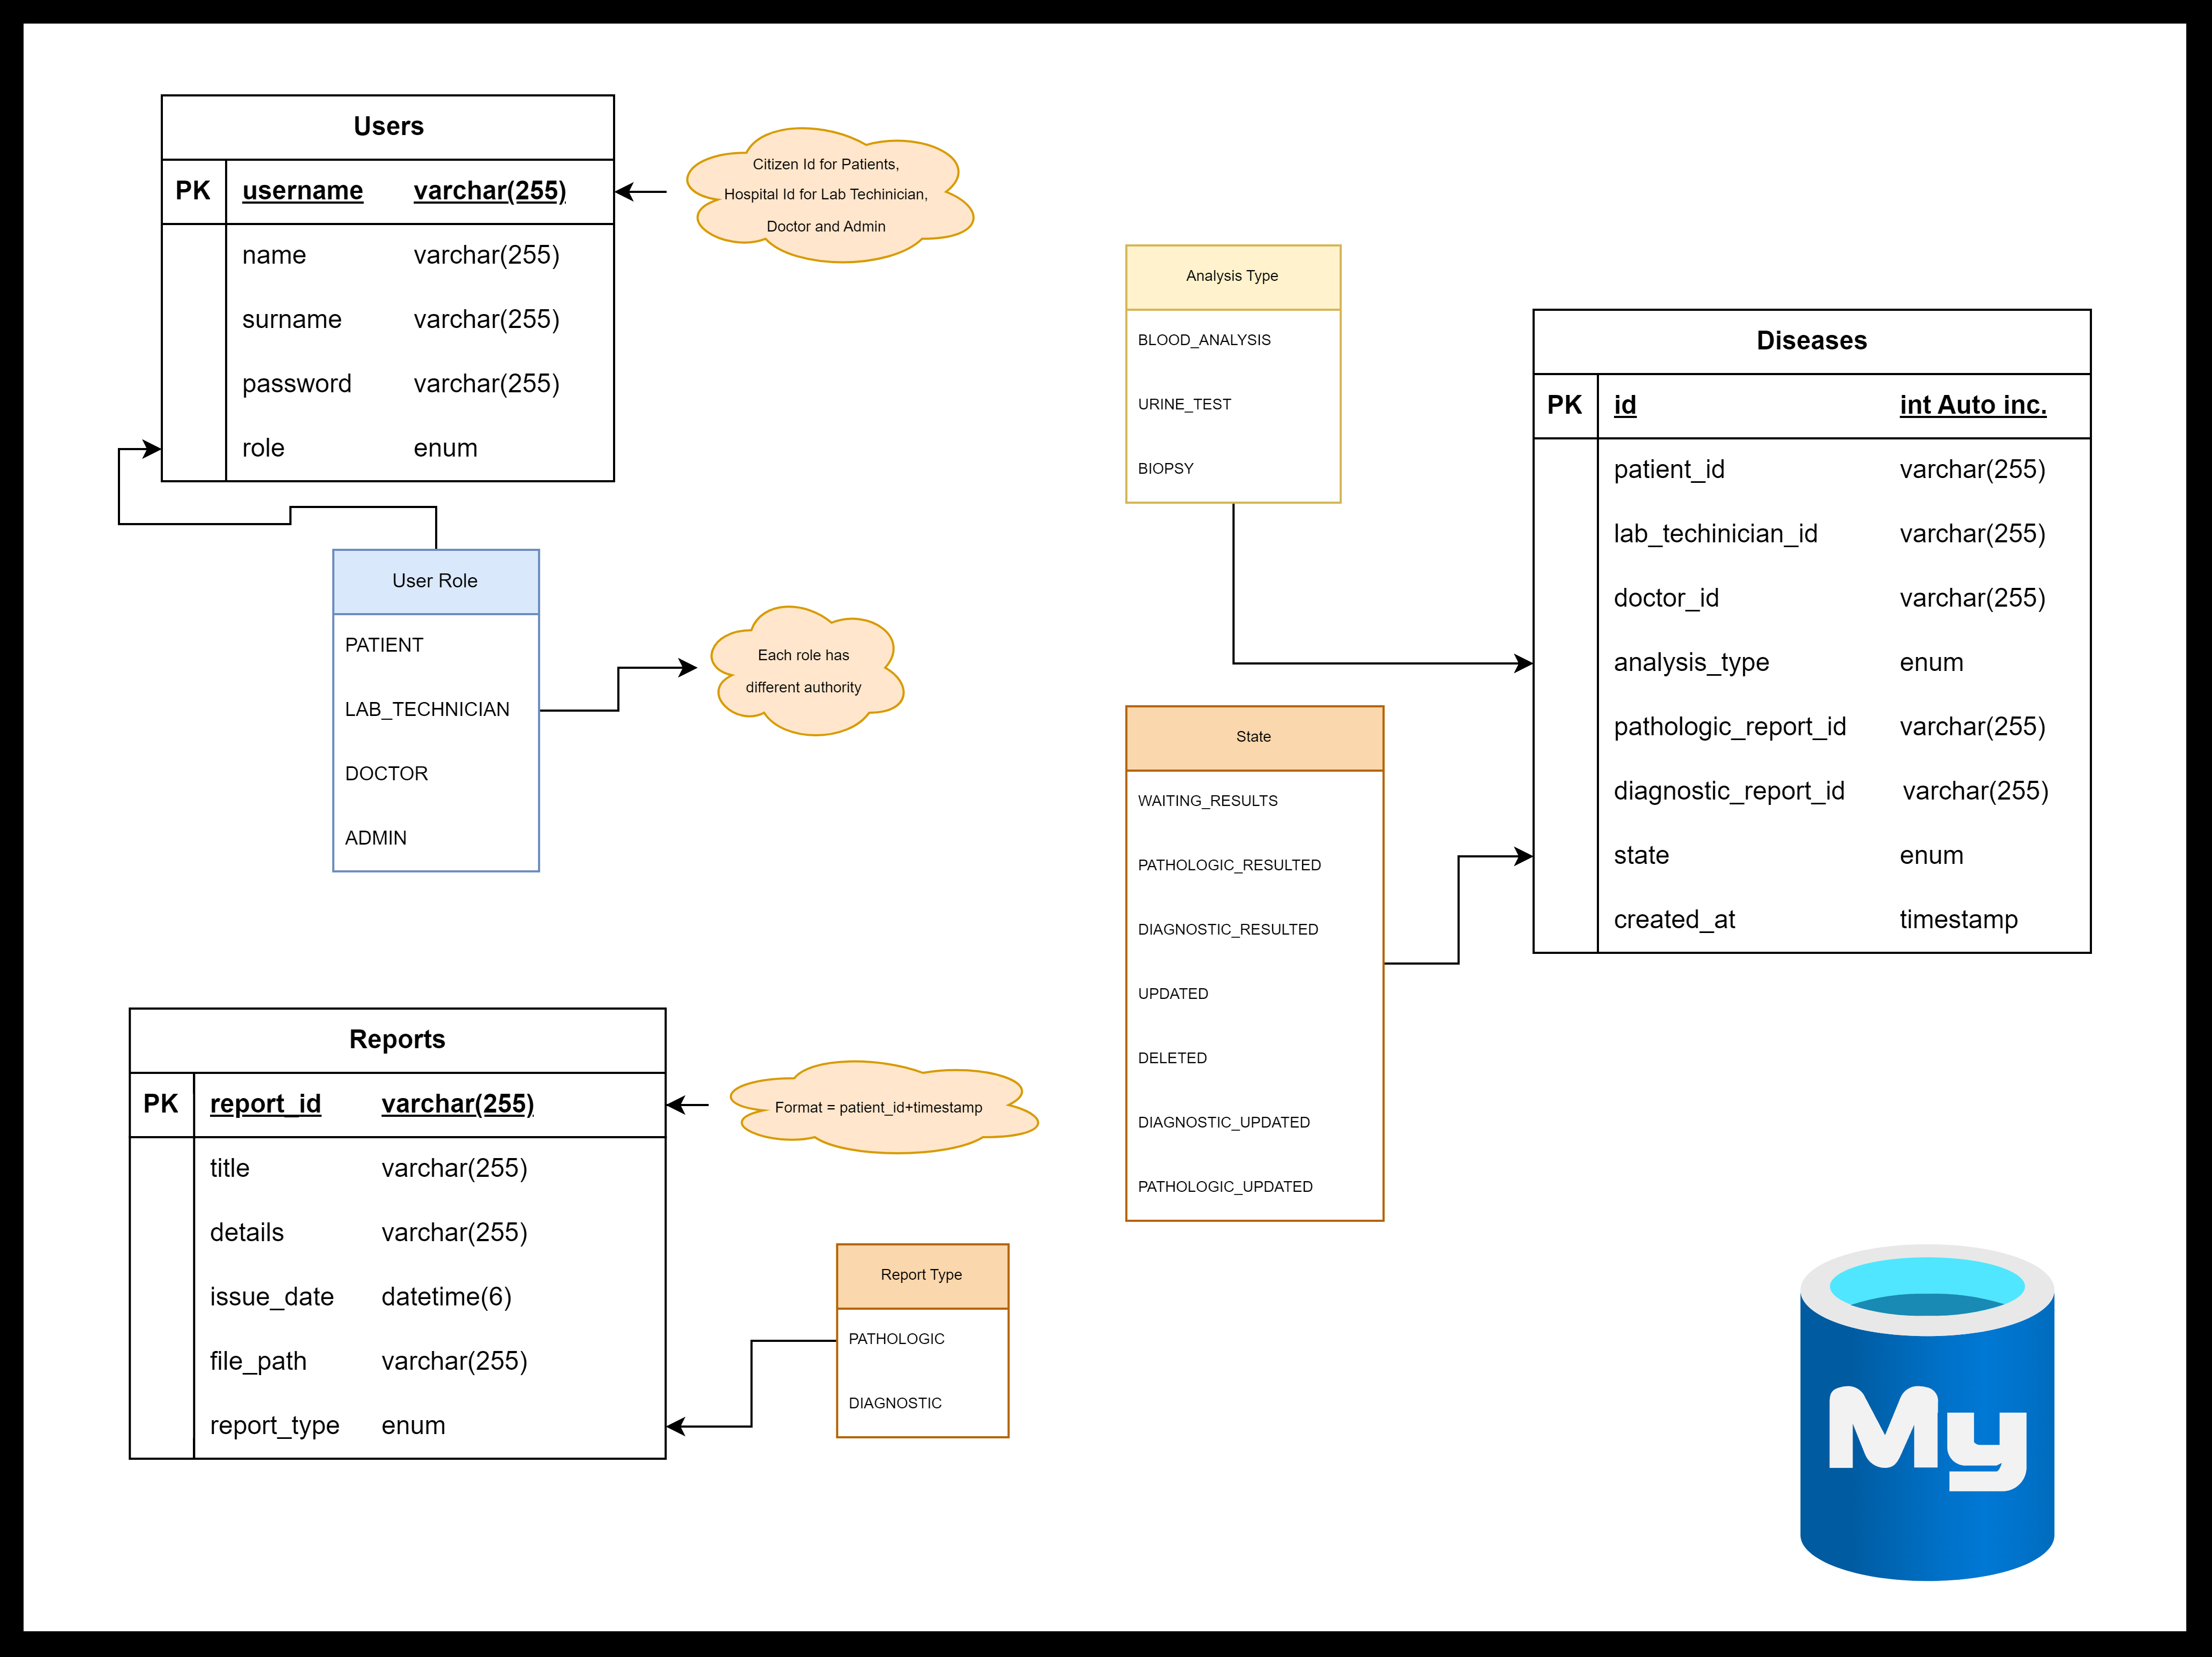 Users
PK username varchar(255)
name varchar(255)
surname varchar(255)
password varchar(255)
role enum
Citizen Id for Patients,
Hospital Id for Lab Techinician,
Doctor and Admin
User Role
PATIENT
LAB_TECHNICIAN
DOCTOR
ADMIN
Each role has
different authority
Reports
PK report_id varchar(255)
title varchar(255)
details varchar(255)
issue_date datetime(6)
file_path varchar(255)
report_type enum
Format = patient_id+timestamp
Report Type
PATHOLOGIC
DIAGNOSTIC
Analysis Type
BLOOD_ANALYSIS
URINE_TEST
BIOPSY
State
WAITING_RESULTS
PATHOLOGIC_RESULTED
DIAGNOSTIC_RESULTED
UPDATED
DELETED
DIAGNOSTIC_UPDATED
PATHOLOGIC_UPDATED
Diseases
PK id int Auto inc.
patient_id varchar(255)
lab_techinician_id varchar(255)
doctor_id varchar(255)
analysis_type enum
pathologic_report_id varchar(255)
diagnostic_report_id varchar(255)
state enum
created_at timestamp
My